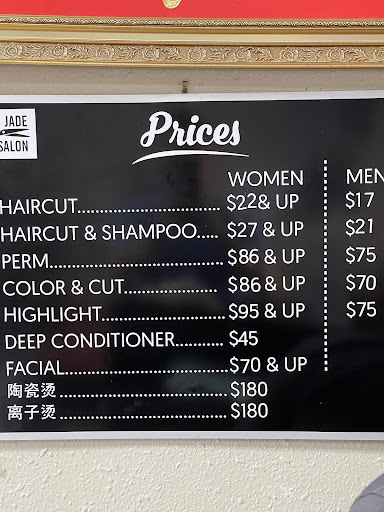 JADE
SALON
Prices
WOMEN MEN
HAIRCUT........................... $22& UP $17
HAIRCUT & SHAMPOO..... $27 & UP $21
PERM................................. $86 & UP $75
COLOR & CUT.................... $86 & UP $70
HIGHLIGHT........................ $95 & UP $75
DEEP CONDITIONER......... $45
FACIAL............................... $70 & UP
陶瓷烫 ................................ $180
离子烫 ................................ $180